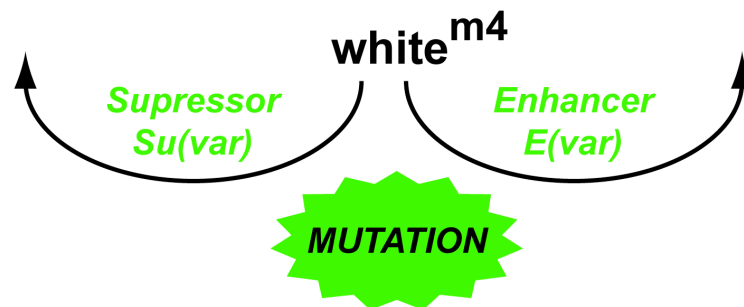 white^m4
Supressor
Su(var)
Enhancer
E(var)
MUTATION